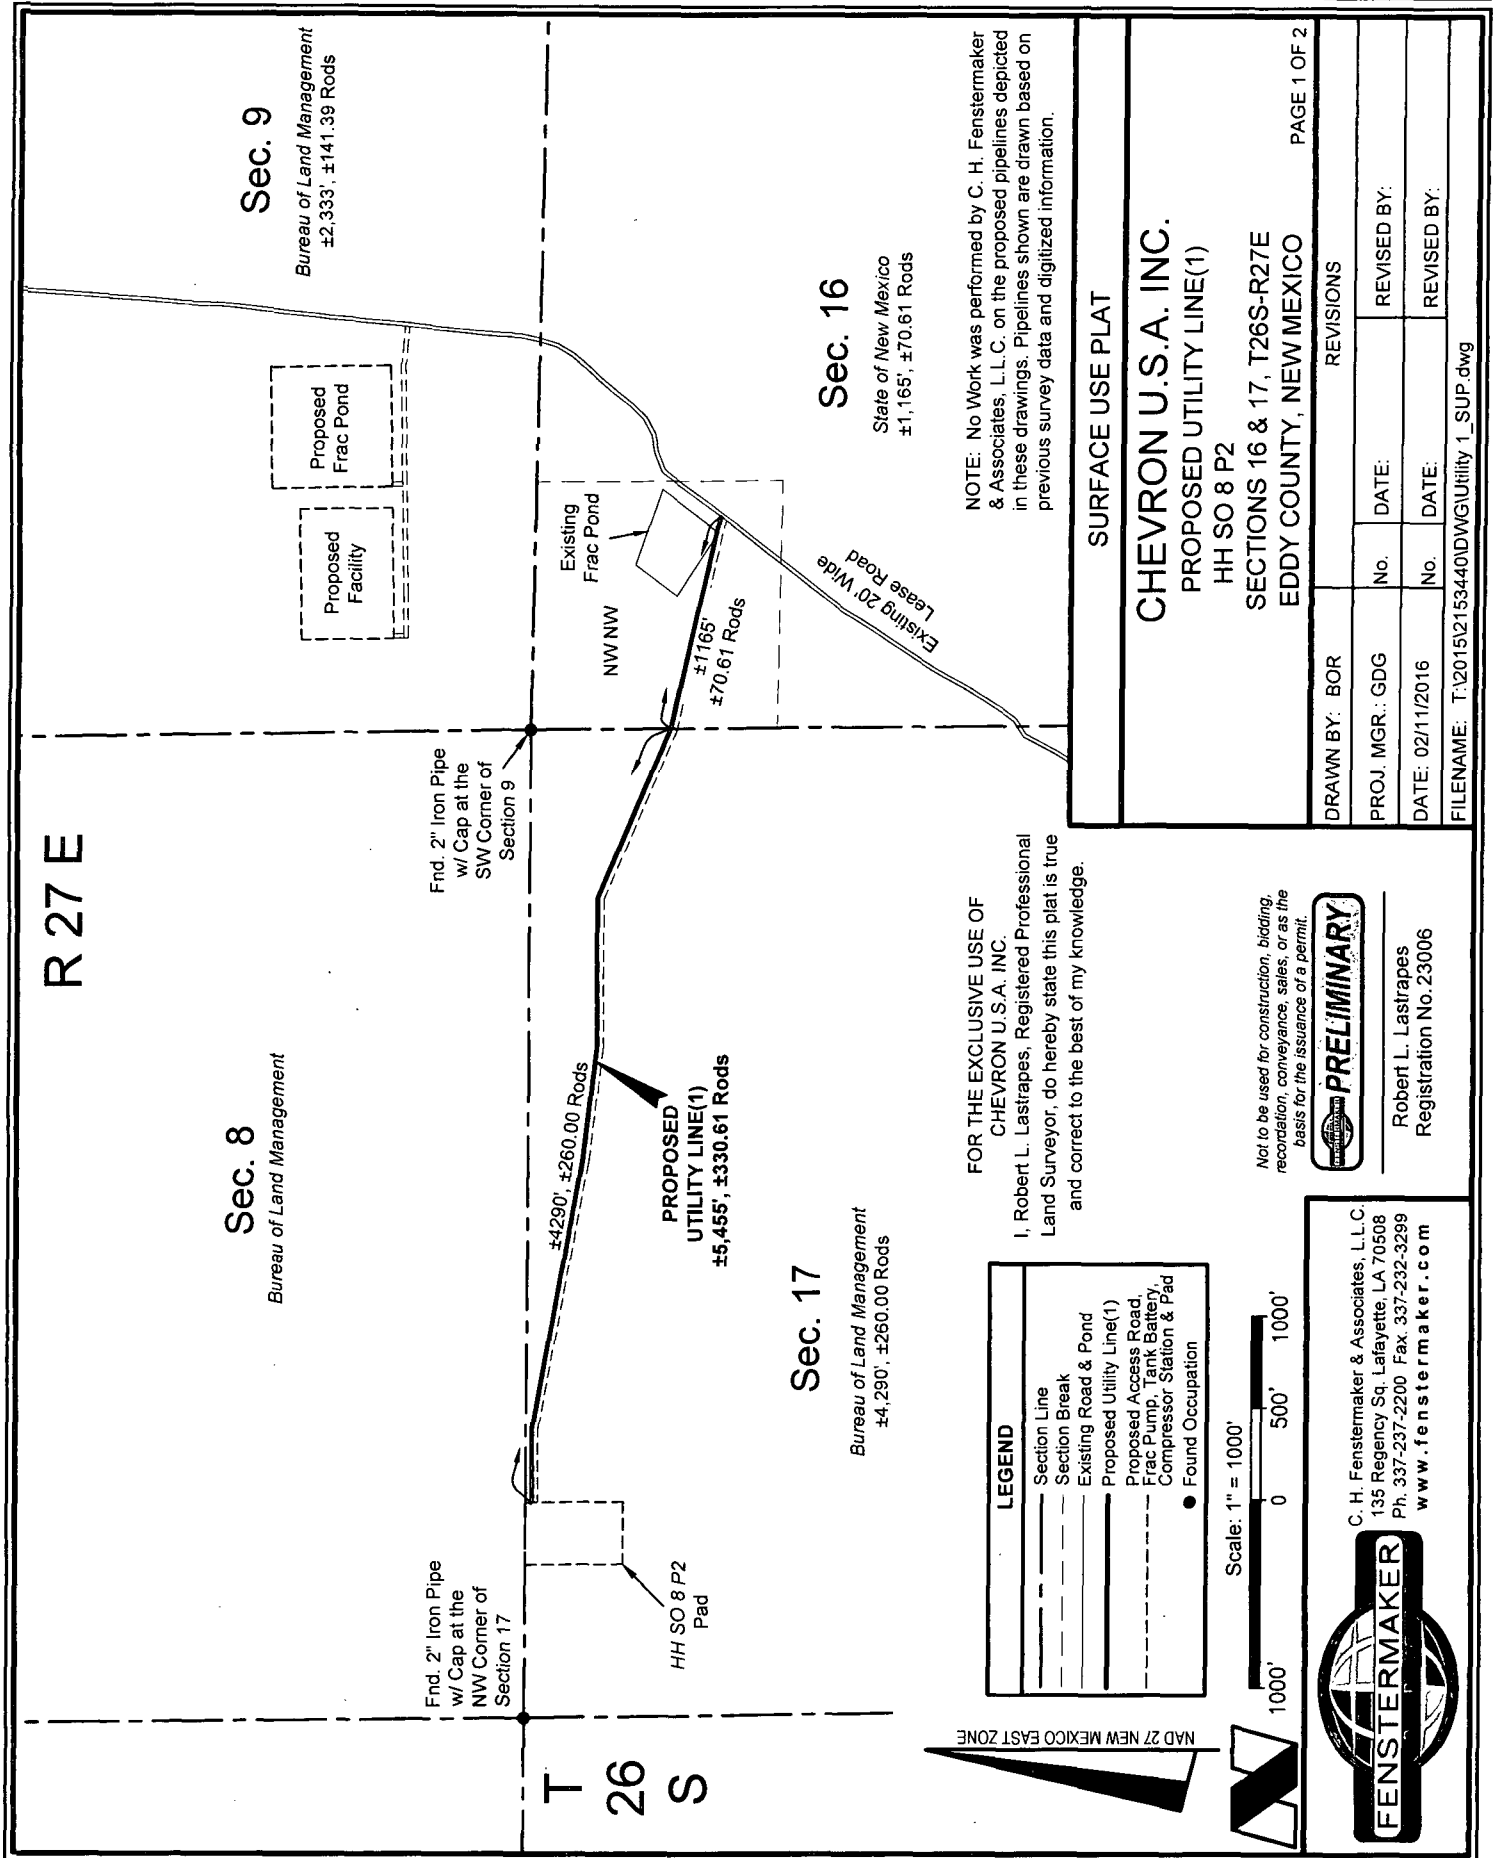 R 27 E
Sec. 8
Bureau of Land Management
Sec. 9
Bureau of Land Management
±2,333', ±141.39 Rods
Proposed
Facility
Proposed
Frac Pond
Fnd. 2" Iron Pipe
w/ Cap at the
NW Corner of
Section 17
Fnd. 2" Iron Pipe
w/ Cap at the
SW Corner of
Section 9
T
26
S
HH SO 8 P2
Pad
±4290', ±260.00 Rods
PROPOSED
UTILITY LINE(1)
±5,455', ±330.61 Rods
NW NW
Existing
Frac Pond
±1165'
±70.61 Rods
Existing 20' Wide
Lease Road
Sec. 17
Bureau of Land Management
±4,290', ±260.00 Rods
Sec. 16
State of New Mexico
±1,165', ±70.61 Rods
NOTE: No Work was performed by C. H. Fenstermaker
& Associates, L.L.C. on the proposed pipelines depicted
in these drawings. Pipelines shown are drawn based on
previous survey data and digitized information.
NAD 27 NEW MEXICO EAST ZONE
LEGEND
Section Line
Section Break
Existing Road & Pond
Proposed Utility Line(1)
Proposed Access Road,
Frac Pump, Tank Battery,
Compressor Station & Pad
Found Occupation
Scale: 1" = 1000'
1000' 0 500' 1000'
FOR THE EXCLUSIVE USE OF
CHEVRON U.S.A. INC.
I, Robert L. Lastrapes, Registered Professional
Land Surveyor, do hereby state this plat is true
and correct to the best of my knowledge.
Not to be used for construction, bidding,
recordation, conveyance, sales, or as the
basis for the issuance of a permit.
FENSTERMAKER
PRELIMINARY
Robert L. Lastrapes
Registration No. 23006
FENSTERMAKER
C. H. Fenstermaker & Associates, L.L.C.
135 Regency Sq. Lafayette, LA 70508
Ph. 337-237-2200 Fax. 337-232-3299
www.fenstermaker.com
SURFACE USE PLAT
CHEVRON U.S.A. INC.
PROPOSED UTILITY LINE(1)
HH SO 8 P2
SECTIONS 16 & 17, T26S-R27E
EDDY COUNTY, NEW MEXICO
PAGE 1 OF 2
DRAWN BY: BOR
REVISIONS
PROJ. MGR.: GDG
No. DATE: REVISED BY:
DATE: 02/11/2016
No. DATE: REVISED BY:
FILENAME: T:\2015\2153440\DWG\Utility 1_SUP.dwg